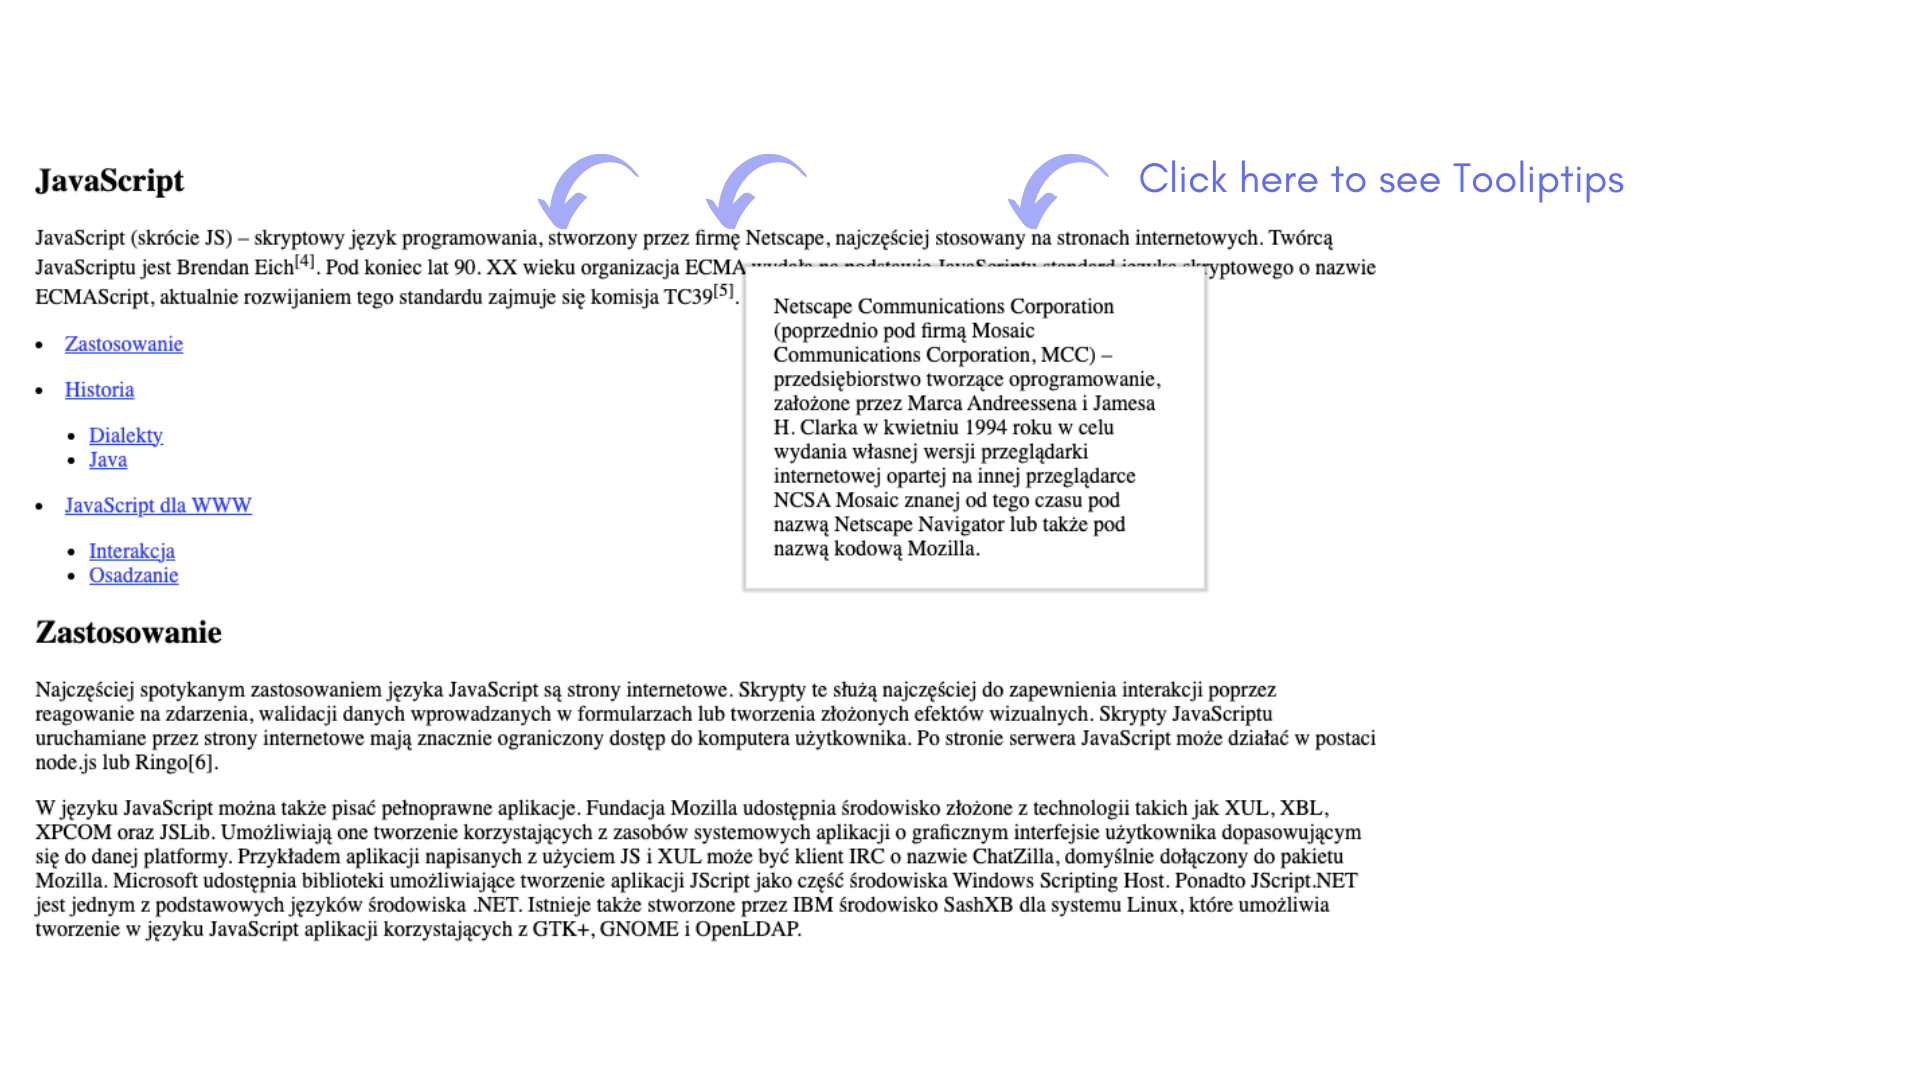 JavaScript
Click here to see Tooliptips
JavaScript (skrócie JS) – skryptowy język programowania, stworzony przez firmę Netscape, najczęściej stosowany na stronach internetowych. Twórcą
JavaScriptu jest Brendan Eich[4]. Pod koniec lat 90. XX wieku organizacja ECMA wydała na podstawie JavaScriptu standard języka skryptowego o nazwie
ECMAScript, aktualnie rozwijaniem tego standardu zajmuje się komisja TC39[5].
Netscape Communications Corporation
(poprzednio pod firmą Mosaic
Communications Corporation, MCC) –
przedsiębiorstwo tworzące oprogramowanie,
założone przez Marca Andreessena i Jamesa
H. Clarka w kwietniu 1994 roku w celu
wydania własnej wersji przeglądarki
internetowej opartej na innej przeglądarce
NCSA Mosaic znanej od tego czasu pod
nazwą Netscape Navigator lub także pod
nazwą kodową Mozilla.
• Zastosowanie
• Historia
• Dialekty
• Java
• JavaScript dla WWW
• Interakcja
• Osadzanie
Zastosowanie
Najczęściej spotykanym zastosowaniem języka JavaScript są strony internetowe. Skrypty te służą najczęściej do zapewnienia interakcji poprzez
reagowanie na zdarzenia, walidacji danych wprowadzanych w formularzach lub tworzenia złożonych efektów wizualnych. Skrypty JavaScriptu
uruchamiane przez strony internetowe mają znacznie ograniczony dostęp do komputera użytkownika. Po stronie serwera JavaScript może działać w postaci
node.js lub Ringo[6].
W języku JavaScript można także pisać pełnoprawne aplikacje. Fundacja Mozilla udostępnia środowisko złożone z technologii takich jak XUL, XBL,
XPCOM oraz JSLib. Umożliwiają one tworzenie korzystających z zasobów systemowych aplikacji o graficznym interfejsie użytkownika dopasowującym
się do danej platformy. Przykładem aplikacji napisanych z użyciem JS i XUL może być klient IRC o nazwie ChatZilla, domyślnie dołączony do pakietu
Mozilla. Microsoft udostępnia biblioteki umożliwiające tworzenie aplikacji JScript jako część środowiska Windows Scripting Host. Ponadto JScript.NET
jest jednym z podstawowych języków środowiska .NET. Istnieje także stworzone przez IBM środowisko SashXB dla systemu Linux, które umożliwia
tworzenie w języku JavaScript aplikacji korzystających z GTK+, GNOME i OpenLDAP.